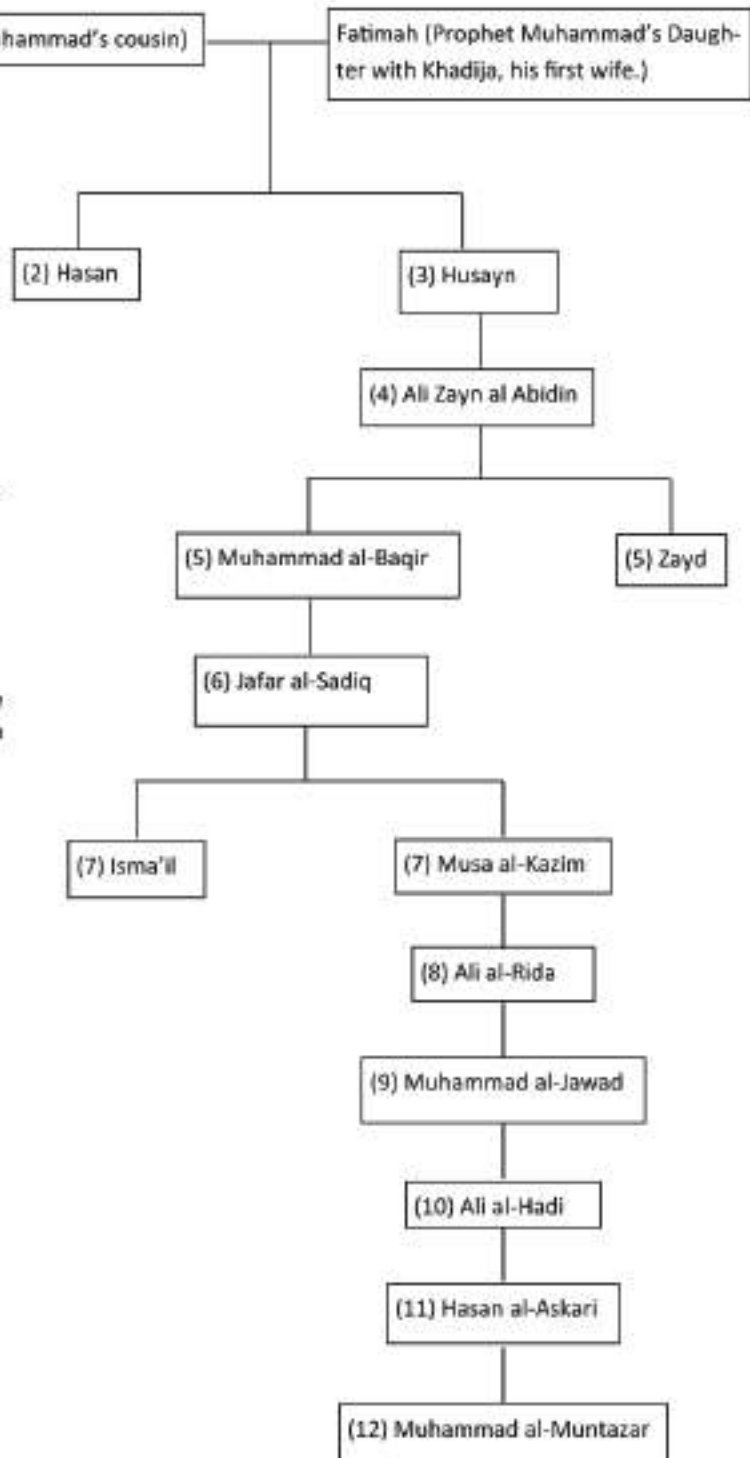 Fatimah (Prophet Muhammad's Daugh-
ter with Khadija, his first wife.)
cousin)
(2) Hasan
(3) Husayn
(4) Ali Zayn al Abidin
(5) Muhammad al-Baqir
(5) Zayd
(6) Jafar al-Sadiq
(7) Isma'il
(7) Musa al-Kazim
(8) Ali al-Rida
(9) Muhammad al-Jawad
(10) Ali al-Hadi
(11) Hasan al-Askari
(12) Muhammad al-Muntazar